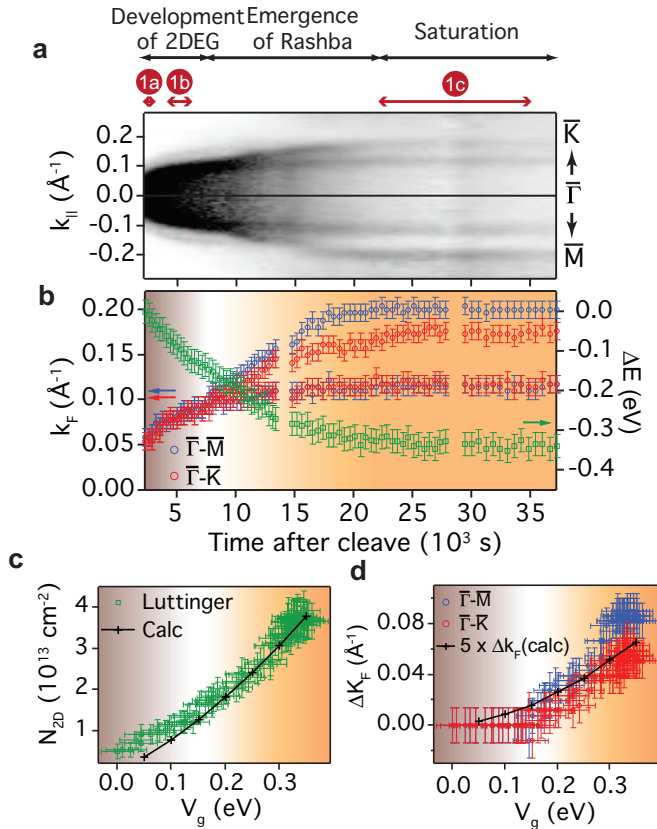 Development of 2DEG
Emergence of Rashba
Saturation
a
1a
1b
1c
k|| (Å-1)
0.2
0.1
0.0
-0.1
-0.2
K̅
Γ̅
M̅
b
kF (Å-1)
0.20
0.15
0.10
0.05
0.00
0.0
-0.1
-0.2
-0.3
-0.4
ΔE (eV)
Γ̅-M̅
Γ̅-K̅
5
10
15
20
25
30
35
Time after cleave (10³ s)
c
N2D (10¹³ cm-2)
4
3
2
1
Luttinger
Calc
0.0
0.1
0.2
0.3
Vg (eV)
d
ΔKF (Å-1)
0.08
0.04
0.00
Γ̅-M̅
Γ̅-K̅
5 x ΔkF(calc)
0.0
0.1
0.2
0.3
Vg (eV)